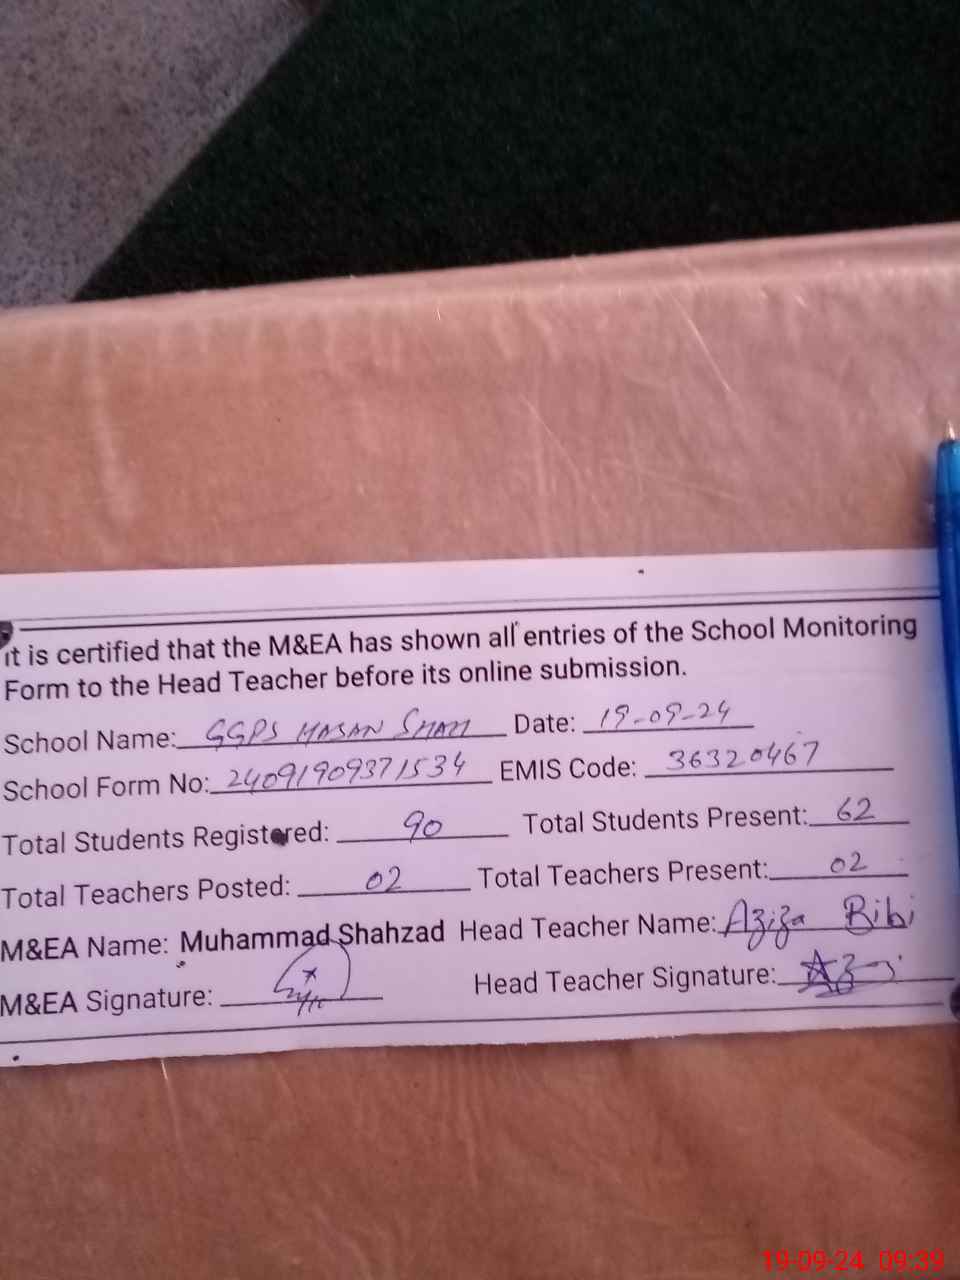 it is certified that the M&EA has shown all entries of the School Monitoring
Form to the Head Teacher before its online submission.
School Name: GGPS HASAN SHAH Date: 19-09-24
School Form No: 24091909371534 EMIS Code: 36320467
Total Students Registered: 90 Total Students Present: 62
Total Teachers Posted: 02 Total Teachers Present: 02
M&EA Name: Muhammad Shahzad Head Teacher Name: Aziza Bibi
M&EA Signature: Head Teacher Signature:
19-09-24 09:39